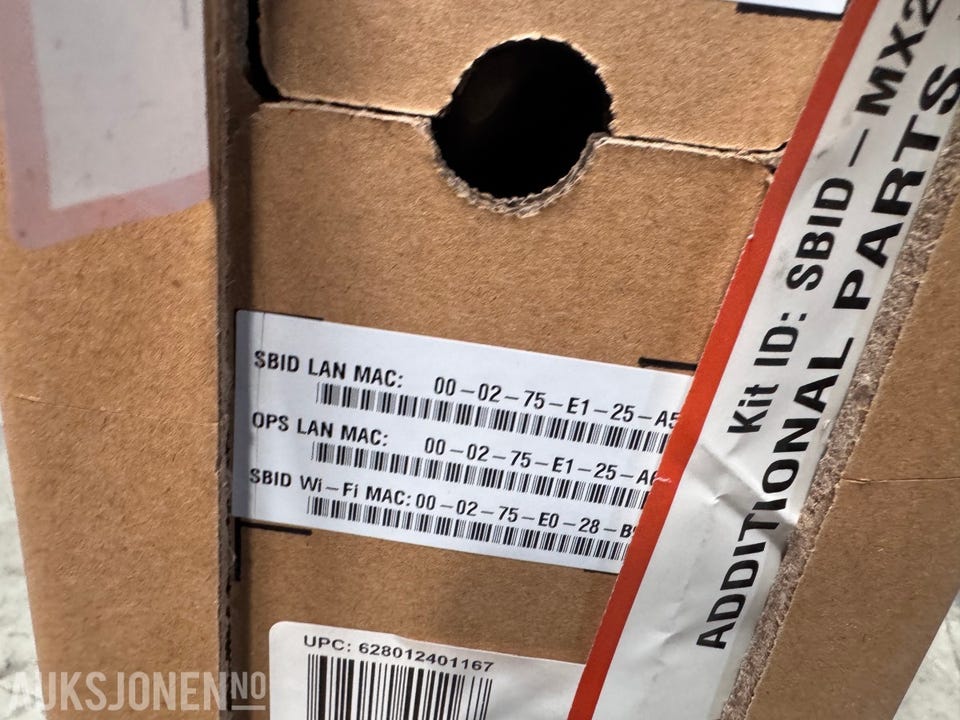 SBID LAN MAC: 00-02-75-E1-25-A5
OPS LAN MAC: 00-02-75-E1-25-
SBID Wi-Fi MAC: 00-02-75-E0-28-
UPC: 628012401167
Kit ID: SBID-MX2
ADDITIONAL PARTS
AUKSJONEN.NO